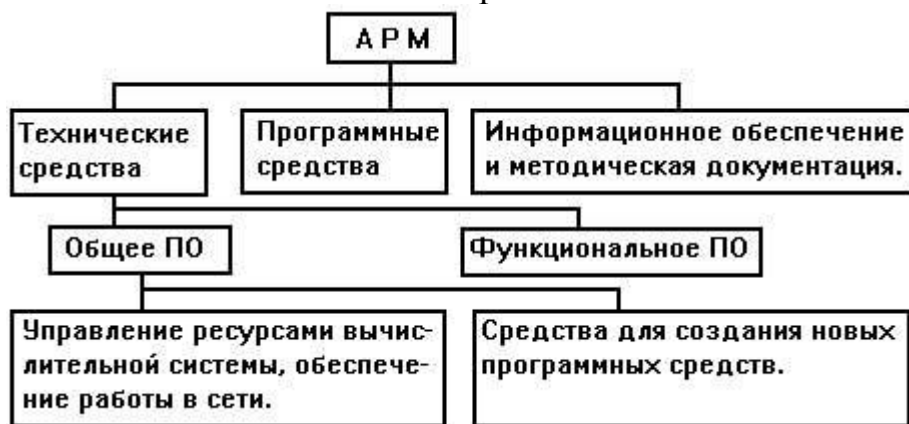 А Р М
Технические
средства
Программные
средства
Информационное обеспечение
и методическая документация.
Общее ПО
Функциональное ПО
Управление ресурсами вычис-
лительной системы, обеспече-
ние работы в сети.
Средства для создания новых
программных средств.